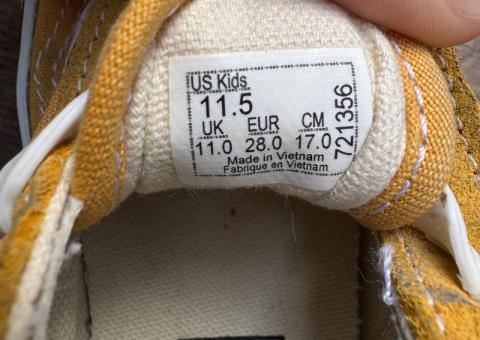 US Kids
11.5
UK EUR CM
11.0 28.0 17.0
Made in Vietnam
Fabrique en Vietnam
721356